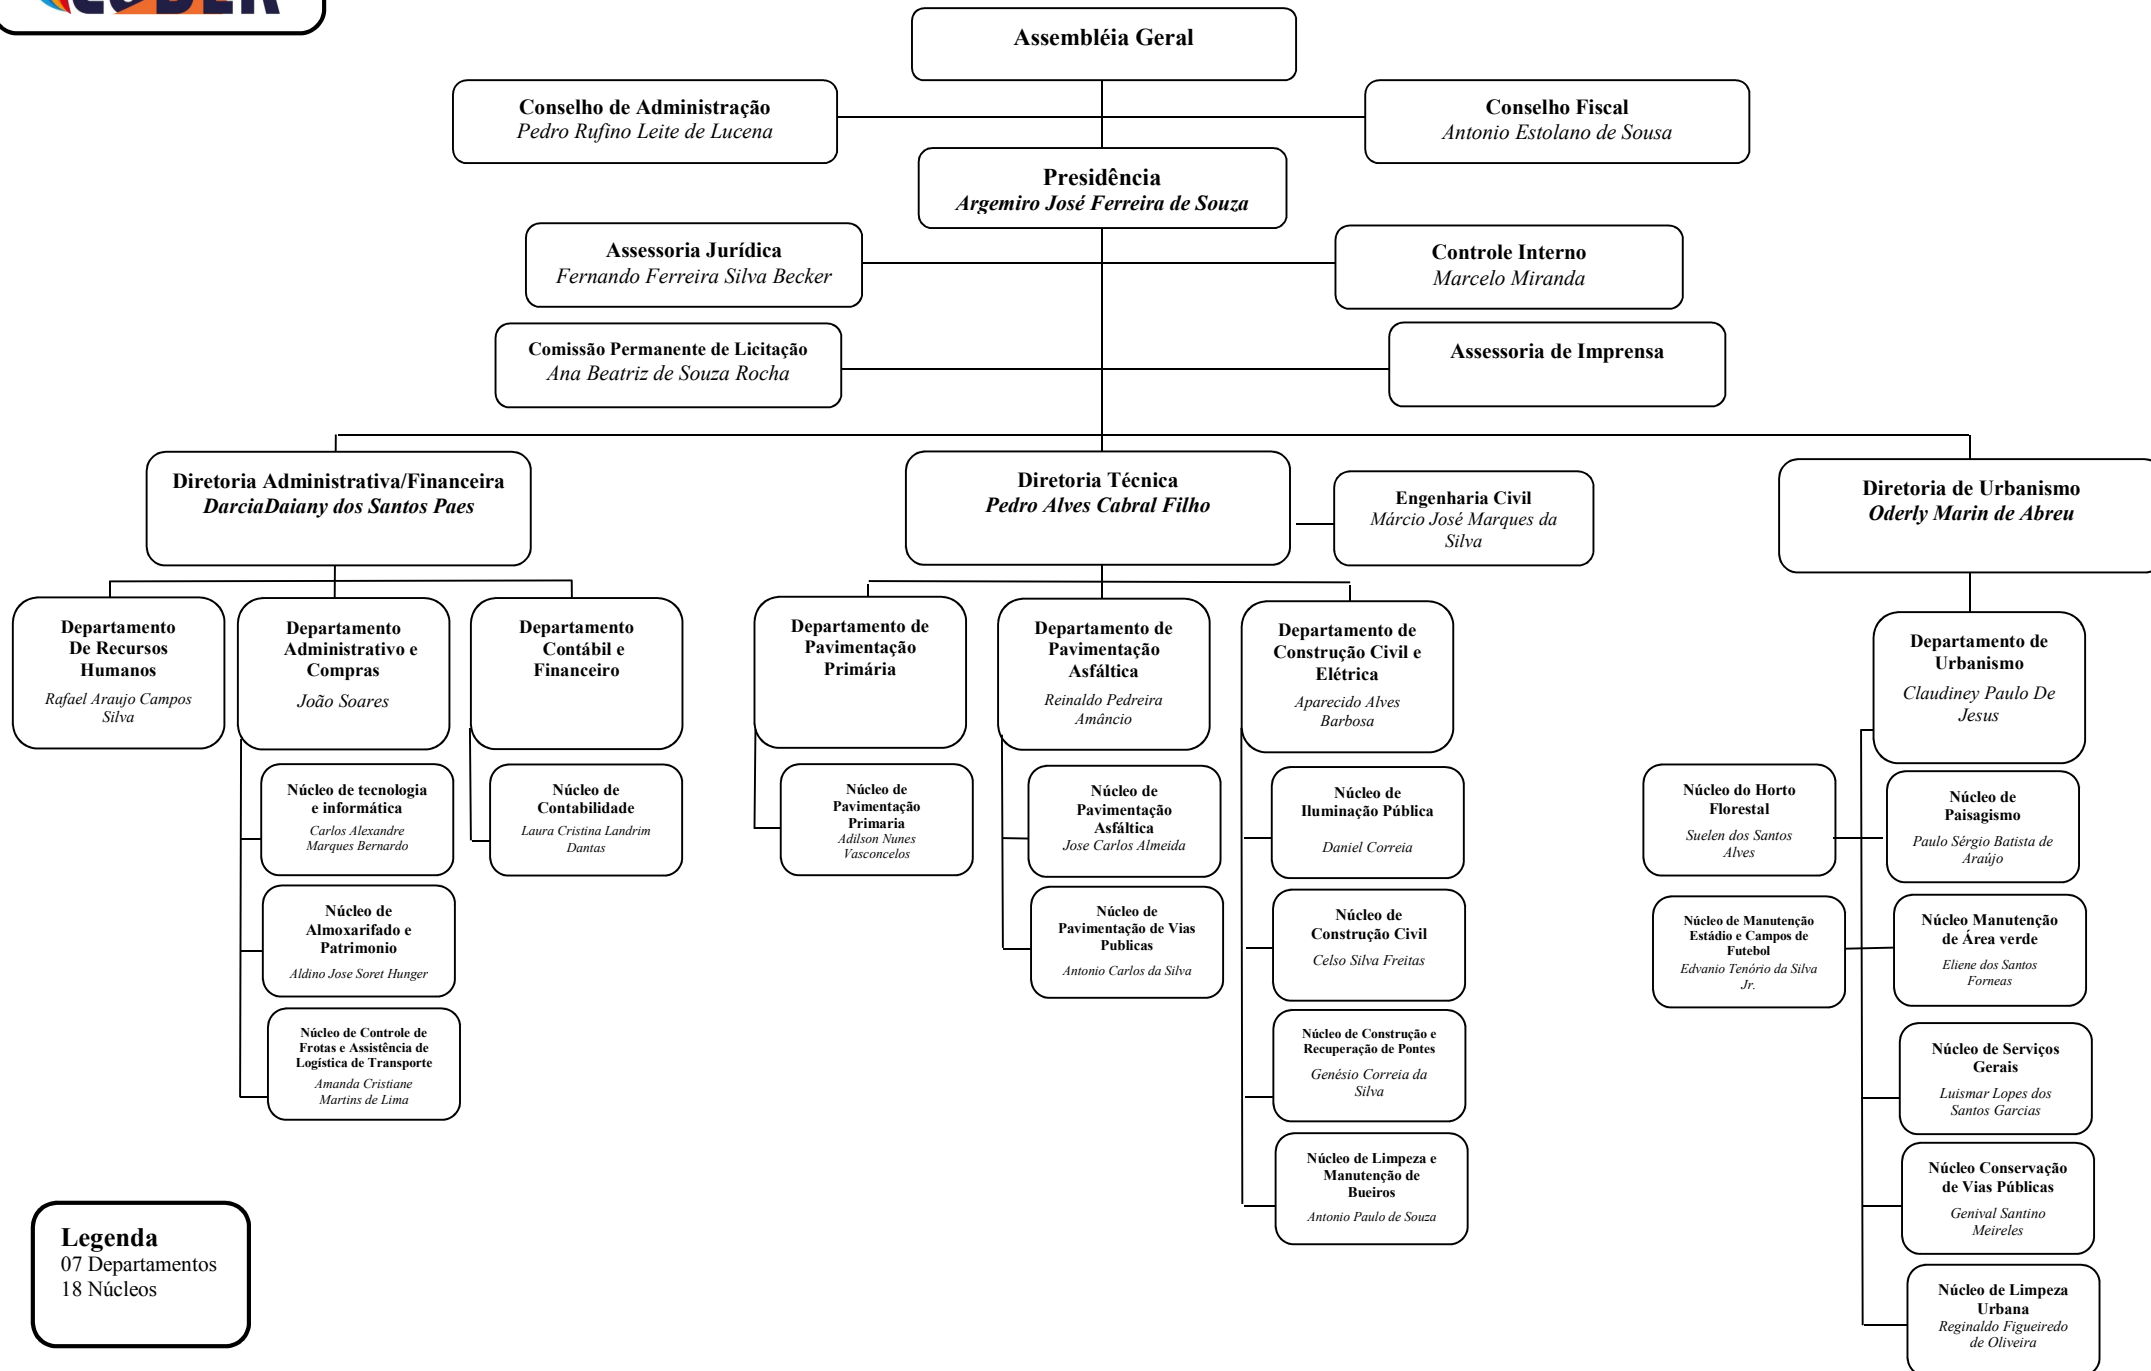 CODER
Assembléia Geral
Conselho de Administração
Pedro Rufino Leite de Lucena
Conselho Fiscal
Antonio Estolano de Sousa
Presidência
Argemiro José Ferreira de Souza
Assessoria Jurídica
Fernando Ferreira Silva Becker
Controle Interno
Marcelo Miranda
Comissão Permanente de Licitação
Ana Beatriz de Souza Rocha
Assessoria de Imprensa
Diretoria Administrativa/Financeira
DarciaDaiany dos Santos Paes
Diretoria Técnica
Pedro Alves Cabral Filho
Engenharia Civil
Márcio José Marques da
Silva
Diretoria de Urbanismo
Oderly Marin de Abreu
Departamento
De Recursos
Humanos
Rafael Araujo Campos
Silva
Departamento
Administrativo e
Compras
João Soares
Departamento
Contábil e
Financeiro
Departamento de
Pavimentação
Primária
Departamento de
Pavimentação
Asfáltica
Reinaldo Pedreira
Amâncio
Departamento de
Construção Civil e
Elétrica
Aparecido Alves
Barbosa
Departamento de
Urbanismo
Claudiney Paulo De
Jesus
Núcleo de tecnologia
e informática
Carlos Alexandre
Marques Bernardo
Núcleo de
Almoxarifado e
Patrimonio
Aldino Jose Soret Hunger
Núcleo de Controle de
Frotas e Assistência de
Logística de Transporte
Amanda Cristiane
Martins de Lima
Núcleo de
Contabilidade
Laura Cristina Landrim
Dantas
Núcleo de
Pavimentação
Primaria
Adilson Nunes
Vasconcelos
Núcleo de
Pavimentação
Asfáltica
Jose Carlos Almeida
Núcleo de
Pavimentação de Vias
Publicas
Antonio Carlos da Silva
Núcleo de
Iluminação Pública
Daniel Correia
Núcleo de
Construção Civil
Celso Silva Freitas
Núcleo de Construção e
Recuperação de Pontes
Genésio Correia da
Silva
Núcleo de Limpeza e
Manutenção de
Bueiros
Antonio Paulo de Souza
Núcleo do Horto
Florestal
Suelen dos Santos
Alves
Núcleo de Manutenção
Estádio e Campos de
Futebol
Edvanio Tenório da Silva
Jr.
Núcleo de
Paisagismo
Paulo Sérgio Batista de
Araújo
Núcleo Manutenção
de Área verde
Eliene dos Santos
Forneas
Núcleo de Serviços
Gerais
Luismar Lopes dos
Santos Garcias
Núcleo Conservação
de Vias Públicas
Genival Santino
Meireles
Núcleo de Limpeza
Urbana
Reginaldo Figueiredo
de Oliveira
Legenda
07 Departamentos
18 Núcleos